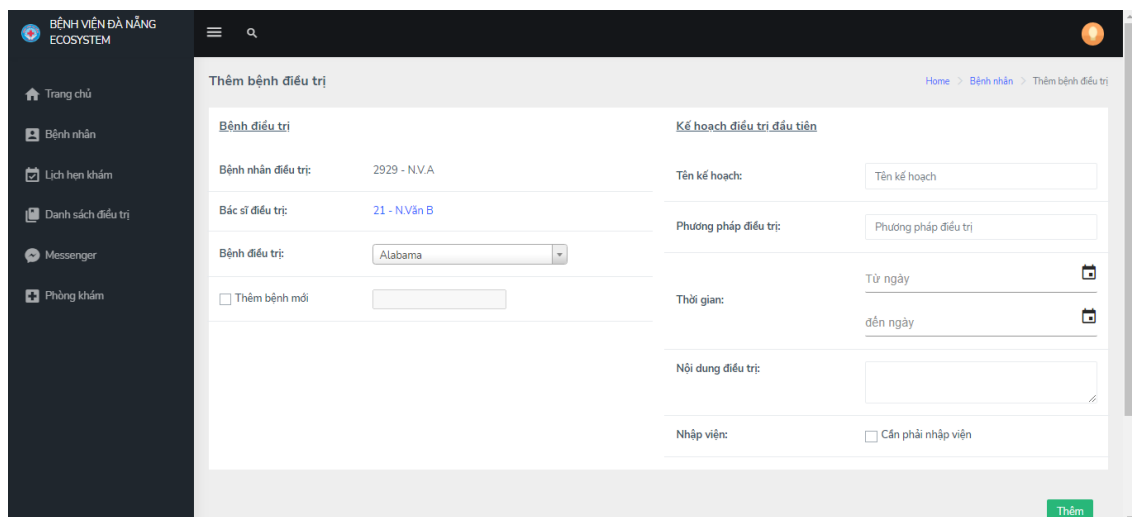 BỆNH VIỆN ĐÀ NẴNG
ECOSYSTEM
Trang chủ
Bệnh nhân
Lịch hẹn khám
Danh sách điều trị
Messenger
Phòng khám
Thêm bệnh điều trị
Home > Bệnh nhân > Thêm bệnh điều trị
Bệnh điều trị
Bệnh nhân điều trị: 2929 - N.V.A
Bác sĩ điều trị: 21 - N.Văn B
Bệnh điều trị: Alabama
Thêm bệnh mới
Kế hoạch điều trị đầu tiên
Tên kế hoạch: Tên kế hoạch
Phương pháp điều trị: Phương pháp điều trị
Thời gian: Từ ngày
đến ngày
Nội dung điều trị:
Nhập viện: Cần phải nhập viện
Thêm